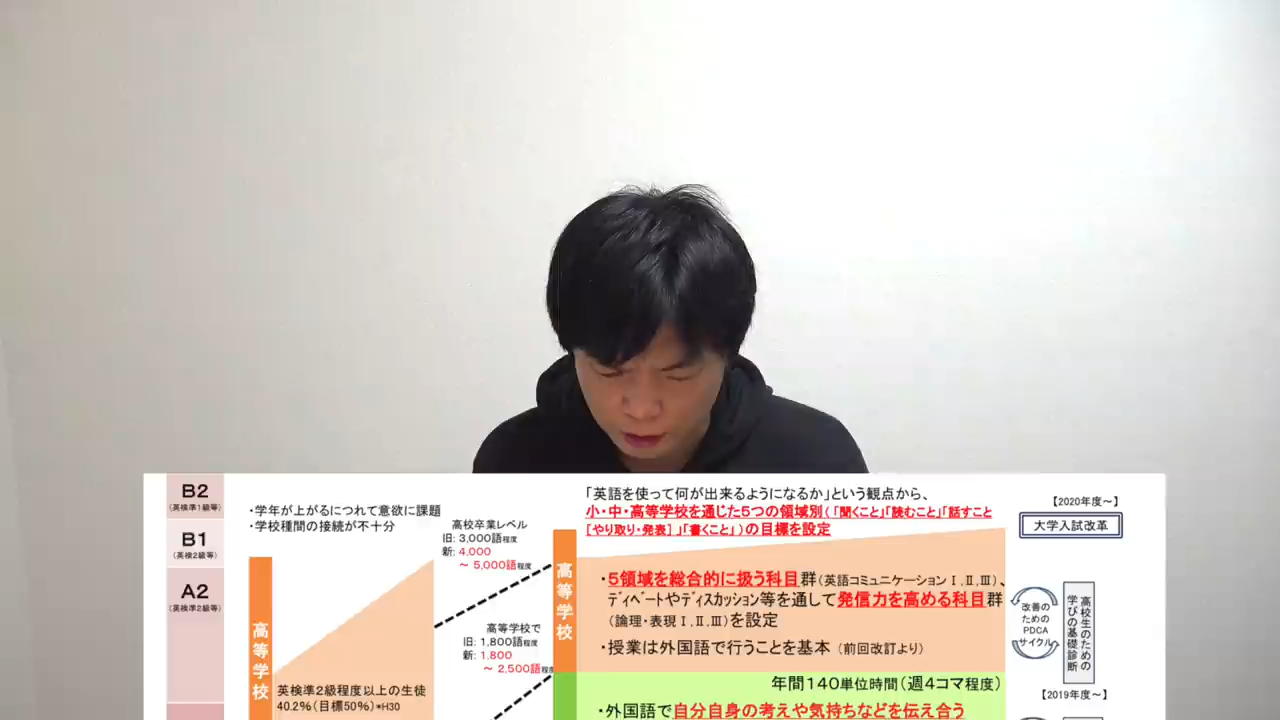 B2
(英検準1級等)
B1
(英検2級等)
A2
(英検準2級等)
・学年が上がるにつれて意欲に課題
・学校種間の接続が不十分
高等学校
英検準2級程度以上の生徒
40.2%(目標50%)*H30
高校卒業レベル
旧: 3,000語程度
新: 4,000
~ 5,000語程度
高等学校で
旧: 1,800語程度
新: 1,800
~ 2,500語程度
高等学校
「英語を使って何が出来るようになるか」という観点から、
小・中・高等学校を通じた5つの領域別(「聞くこと」「読むこと」「話すこと
[やり取り・発表]」「書くこと」)の目標を設定
・5領域を総合的に扱う科目群(英語コミュニケーションⅠ.Ⅱ.Ⅲ)、
ディベートやディスカッション等を通して発信力を高める科目群
(論理・表現Ⅰ.Ⅱ.Ⅲ)を設定
・授業は外国語で行うことを基本 (前回改訂より)
年間140単位時間(週4コマ程度)
・外国語で自分自身の考えや気持ちなどを伝え合う
【2020年度~】
大学入試改革
改善の
ための
PDCA
サイクル
高校生のための
学びの基礎診断
【2019年度~】